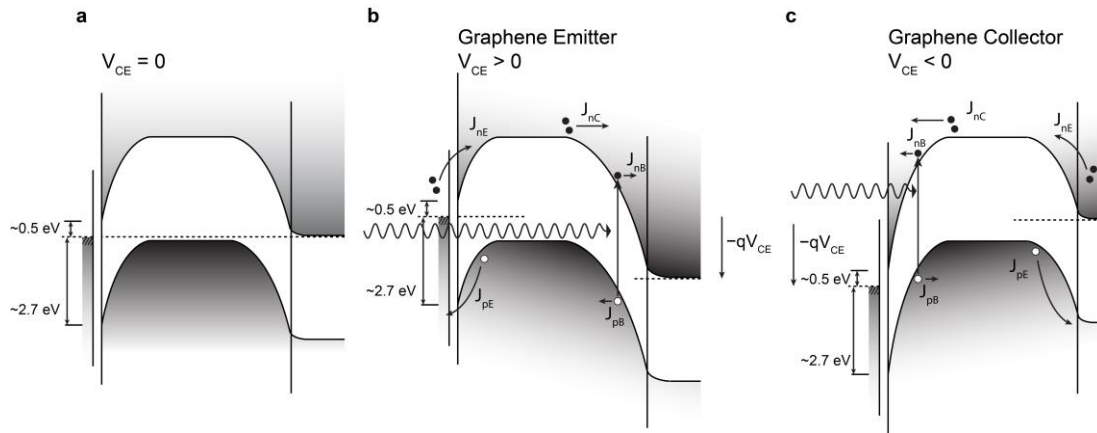 a
V_CE = 0
~0.5 eV
~2.7 eV
b
Graphene Emitter
V_CE > 0
J_nE
J_nC
J_nB
~0.5 eV
~2.7 eV
J_pE
J_pB
−qV_CE
c
Graphene Collector
V_CE < 0
J_nC
J_nE
J_nB
−qV_CE
~0.5 eV
J_pB
J_pE
~2.7 eV